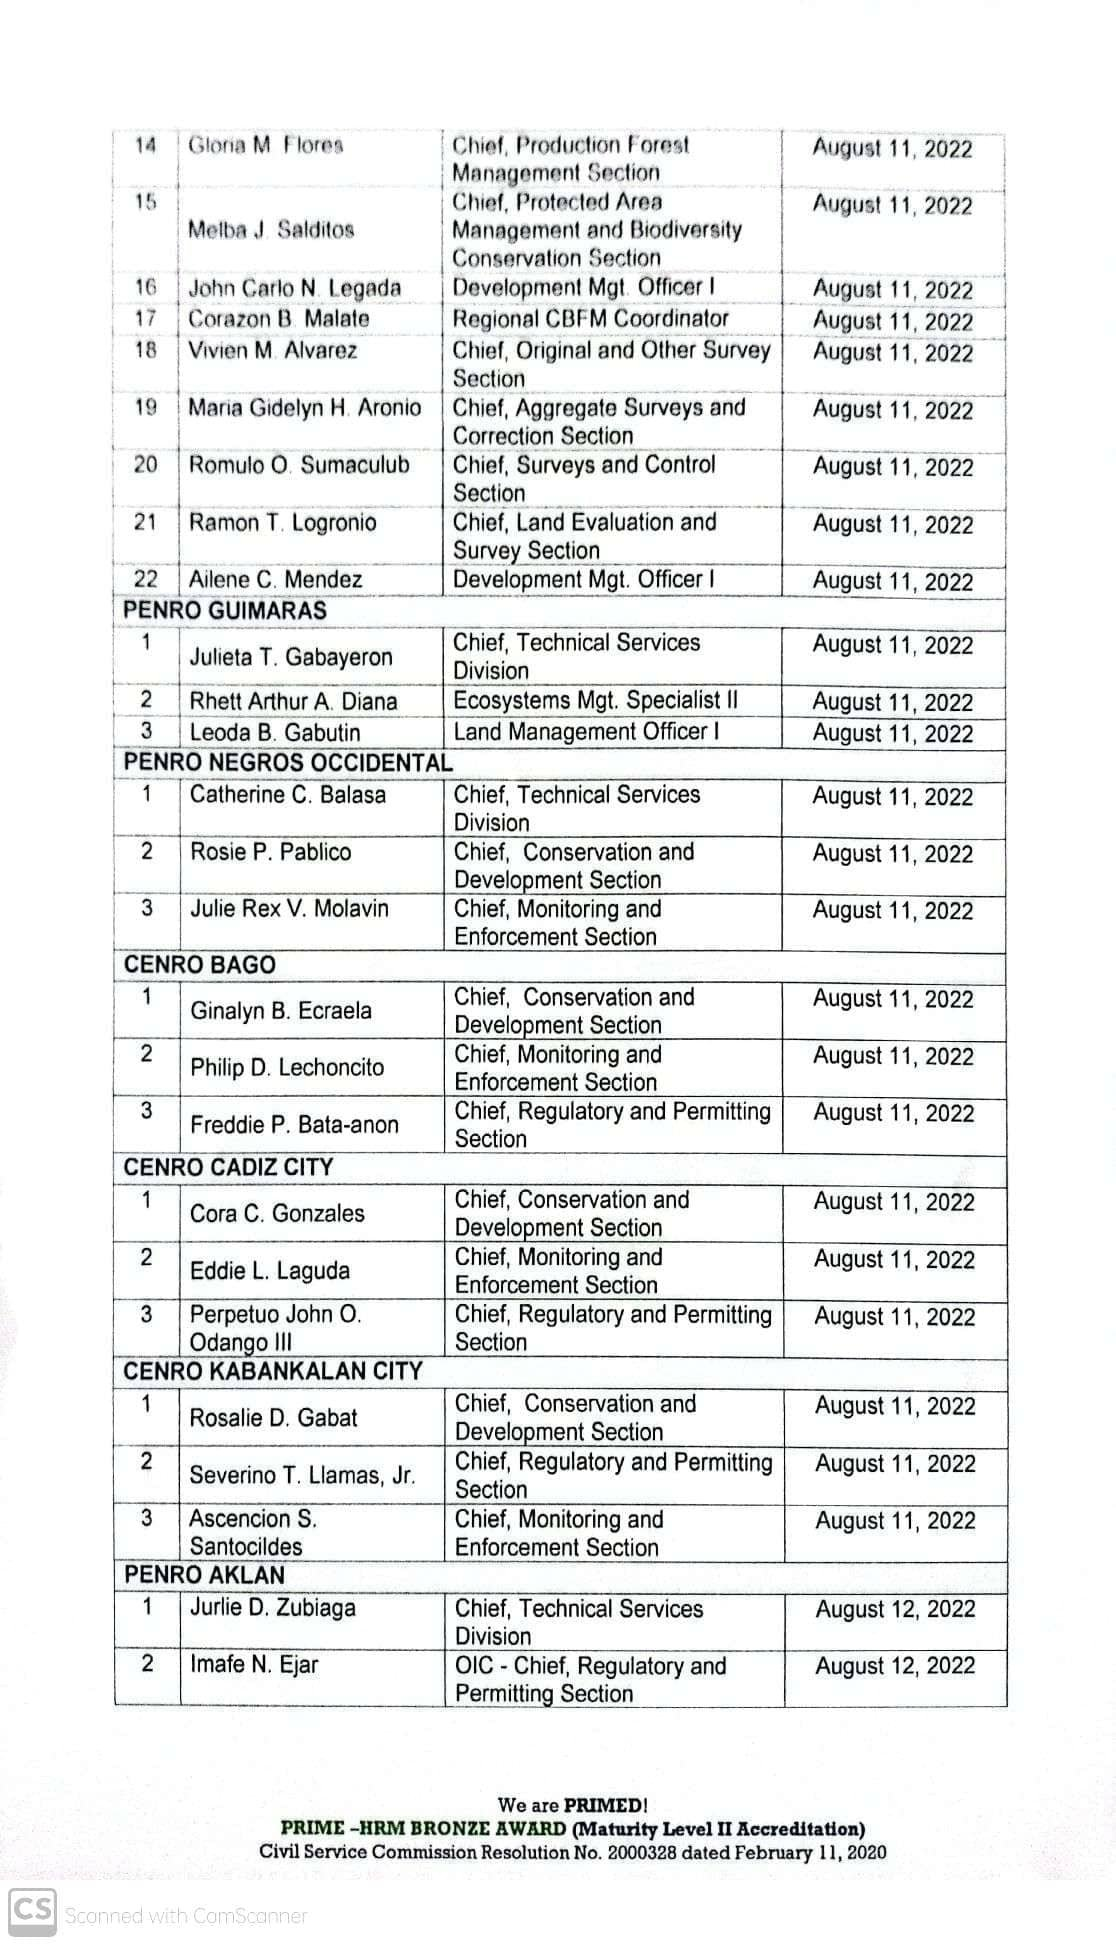 14 Gloria M. Flores Chief, Production Forest August 11, 2022
Management Section
15 Chief, Protected Area August 11, 2022
Melba J. Salditos Management and Biodiversity
Conservation Section
16 John Carlo N. Legada Development Mgt. Officer I August 11, 2022
17 Corazon B. Malate Regional CBFM Coordinator August 11, 2022
18 Vivien M. Alvarez Chief, Original and Other Survey August 11, 2022
Section
19 Maria Gidelyn H. Aronio Chief, Aggregate Surveys and August 11, 2022
Correction Section
20 Romulo O. Sumaculub Chief, Surveys and Control August 11, 2022
Section
21 Ramon T. Logronio Chief, Land Evaluation and August 11, 2022
Survey Section
22 Ailene C. Mendez Development Mgt. Officer I August 11, 2022
PENRO GUIMARAS
1 Chief, Technical Services August 11, 2022
Julieta T. Gabayeron Division
2 Rhett Arthur A. Diana Ecosystems Mgt. Specialist II August 11, 2022
3 Leoda B. Gabutin Land Management Officer I August 11, 2022
PENRO NEGROS OCCIDENTAL
1 Catherine C. Balasa Chief, Technical Services August 11, 2022
Division
2 Rosie P. Pablico Chief, Conservation and August 11, 2022
Development Section
3 Julie Rex V. Molavin Chief, Monitoring and August 11, 2022
Enforcement Section
CENRO BAGO
1 Ginalyn B. Ecraela Chief, Conservation and August 11, 2022
Development Section
2 Philip D. Lechoncito Chief, Monitoring and August 11, 2022
Enforcement Section
3 Freddie P. Bata-anon Chief, Regulatory and Permitting August 11, 2022
Section
CENRO CADIZ CITY
1 Cora C. Gonzales Chief, Conservation and August 11, 2022
Development Section
2 Eddie L. Laguda Chief, Monitoring and August 11, 2022
Enforcement Section
3 Perpetuo John O. Chief, Regulatory and Permitting August 11, 2022
Odango III Section
CENRO KABANKALAN CITY
1 Rosalie D. Gabat Chief, Conservation and August 11, 2022
Development Section
2 Severino T. Llamas, Jr. Chief, Regulatory and Permitting August 11, 2022
Section
3 Ascencion S. Chief, Monitoring and August 11, 2022
Santocildes Enforcement Section
PENRO AKLAN
1 Jurlie D. Zubiaga Chief, Technical Services August 12, 2022
Division
2 Imafe N. Ejar OIC - Chief, Regulatory and August 12, 2022
Permitting Section
We are PRIMED!
PRIME –HRM BRONZE AWARD (Maturity Level II Accreditation)
Civil Service Commission Resolution No. 2000328 dated February 11, 2020
CS Scanned with CamScanner